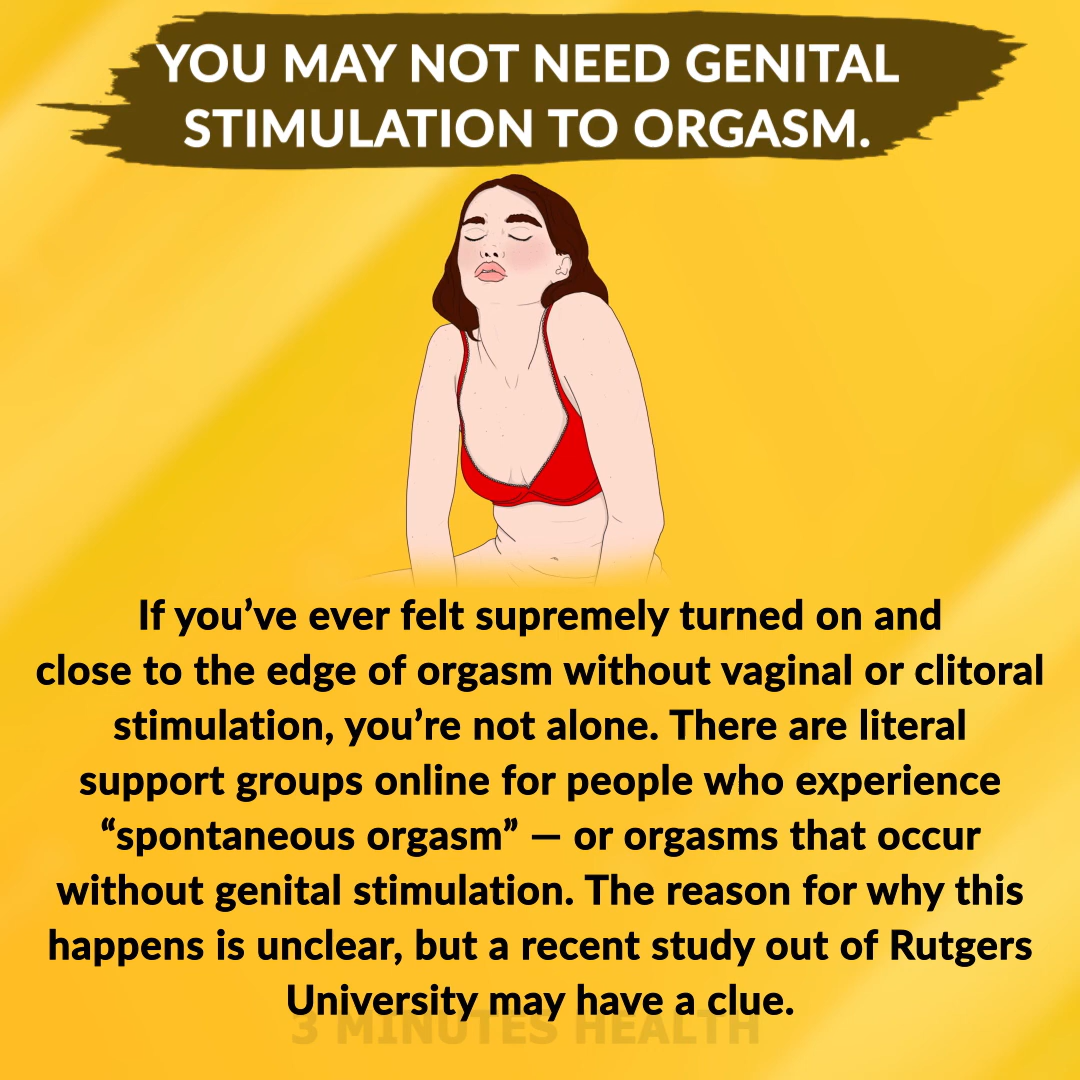 YOU MAY NOT NEED GENITAL
STIMULATION TO ORGASM.
If you’ve ever felt supremely turned on and
close to the edge of orgasm without vaginal or clitoral
stimulation, you’re not alone. There are literal
support groups online for people who experience
“spontaneous orgasm” — or orgasms that occur
without genital stimulation. The reason for why this
happens is unclear, but a recent study out of Rutgers
University may have a clue.
3 MINUTES HEALTH